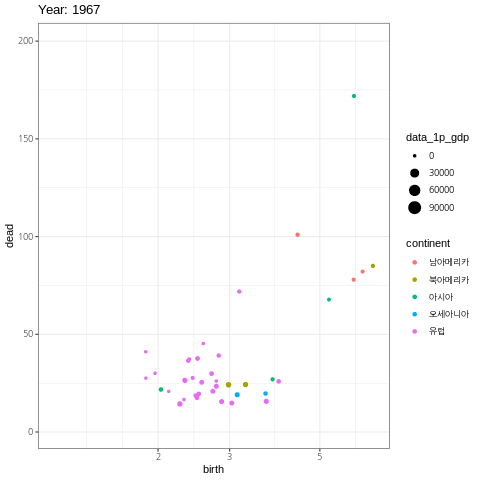 Year: 1967
200
150
100
50
0
dead
2
3
5
birth
data_1p_gdp
0
30000
60000
90000
continent
남아메리카
북아메리카
아시아
오세아니아
유럽